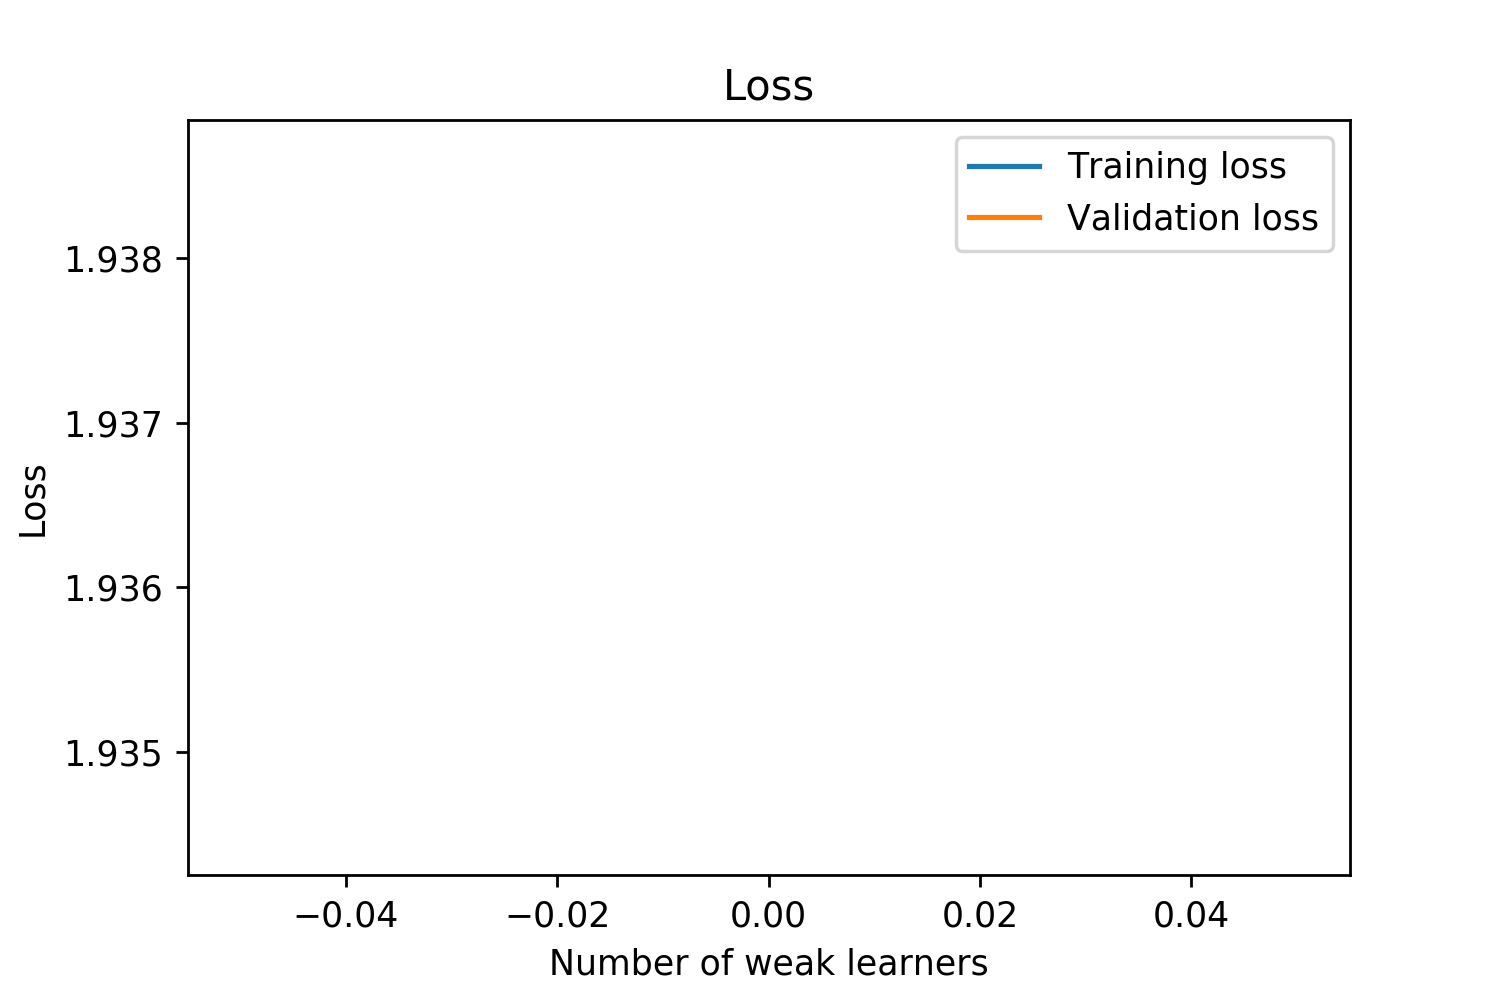 Loss
Training loss
Validation loss
1.938
1.937
1.936
1.935
Loss
−0.04
−0.02
0.00
0.02
0.04
Number of weak learners